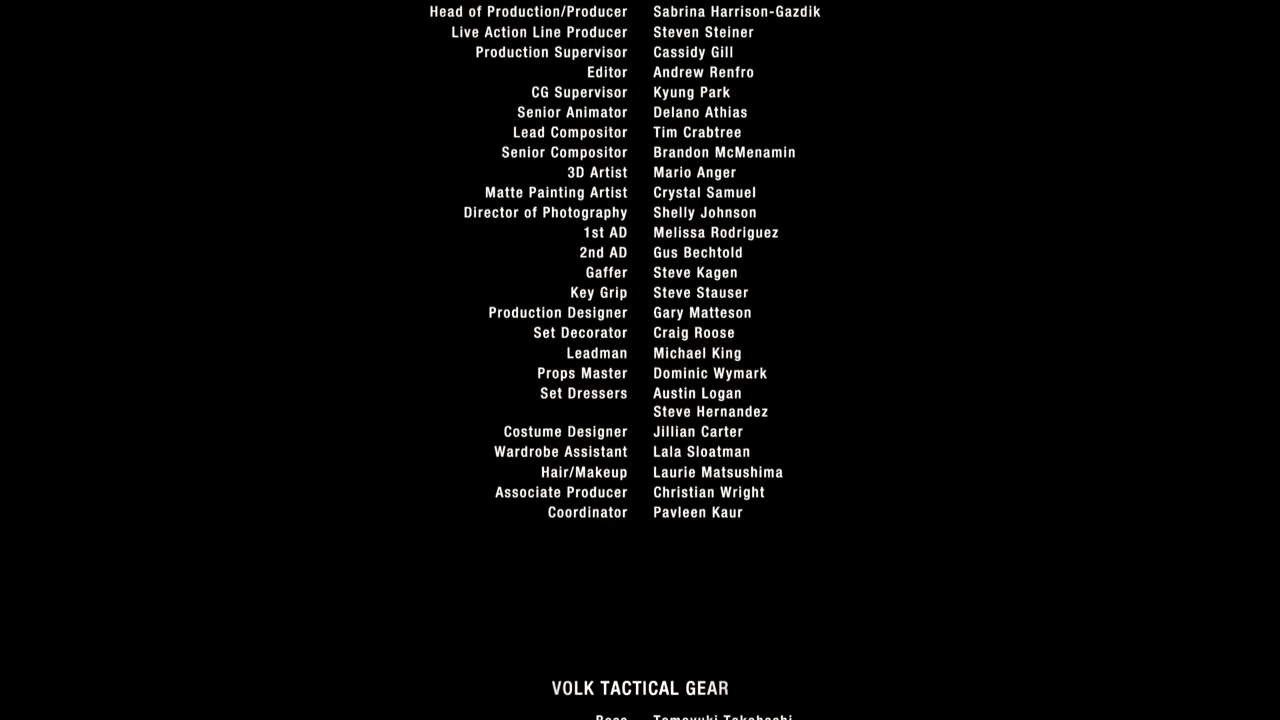 Head of Production/Producer Sabrina Harrison-Gazdik
Live Action Line Producer Steven Steiner
Production Supervisor Cassidy Gill
Editor Andrew Renfro
CG Supervisor Kyung Park
Senior Animator Delano Athias
Lead Compositor Tim Crabtree
Senior Compositor Brandon McMenamin
3D Artist Mario Anger
Matte Painting Artist Crystal Samuel
Director of Photography Shelly Johnson
1st AD Melissa Rodriguez
2nd AD Gus Bechtold
Gaffer Steve Kagen
Key Grip Steve Stauser
Production Designer Gary Matteson
Set Decorator Craig Roose
Leadman Michael King
Props Master Dominic Wymark
Set Dressers Austin Logan
Steve Hernandez
Costume Designer Jillian Carter
Wardrobe Assistant Lala Sloatman
Hair/Makeup Laurie Matsushima
Associate Producer Christian Wright
Coordinator Pavleen Kaur
VOLK TACTICAL GEAR